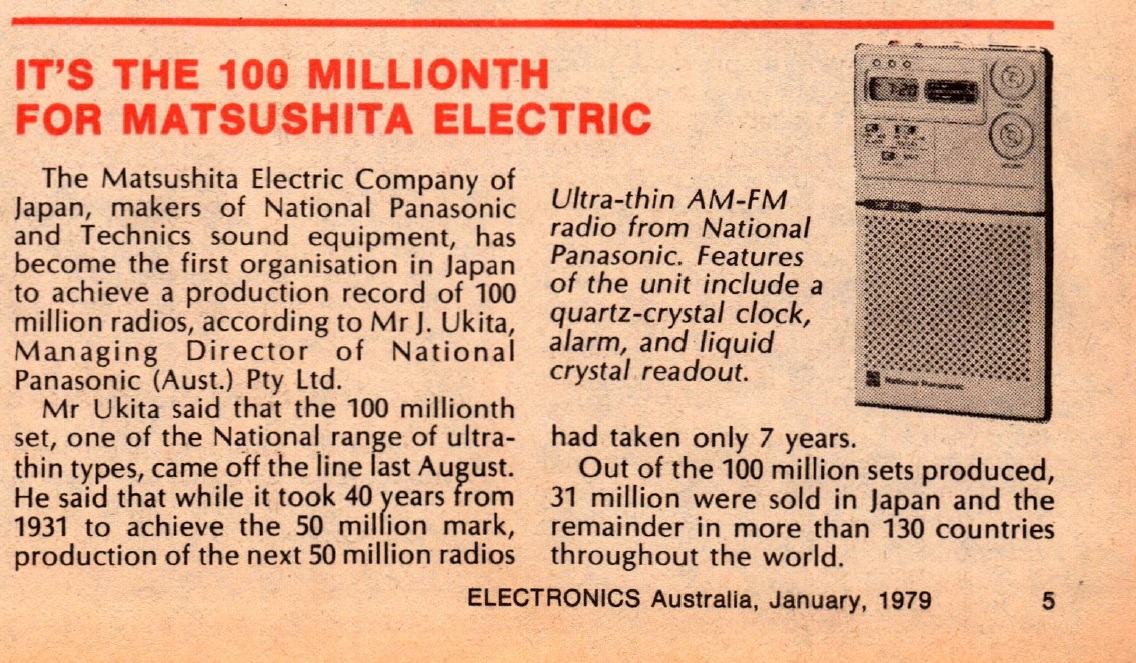 IT'S THE 100 MILLIONTH
FOR MATSUSHITA ELECTRIC
The Matsushita Electric Company of
Japan, makers of National Panasonic
and Technics sound equipment, has
become the first organisation in Japan
to achieve a production record of 100
million radios, according to Mr J. Ukita,
Managing Director of National
Panasonic (Aust.) Pty Ltd.
Mr Ukita said that the 100 millionth
set, one of the National range of ultra-
thin types, came off the line last August.
He said that while it took 40 years from
1931 to achieve the 50 million mark,
production of the next 50 million radios
Ultra-thin AM-FM
radio from National
Panasonic. Features
of the unit include a
quartz-crystal clock,
alarm, and liquid
crystal readout.
7:20
National Panasonic
had taken only 7 years.
Out of the 100 million sets produced,
31 million were sold in Japan and the
remainder in more than 130 countries
throughout the world.
ELECTRONICS Australia, January, 1979 5